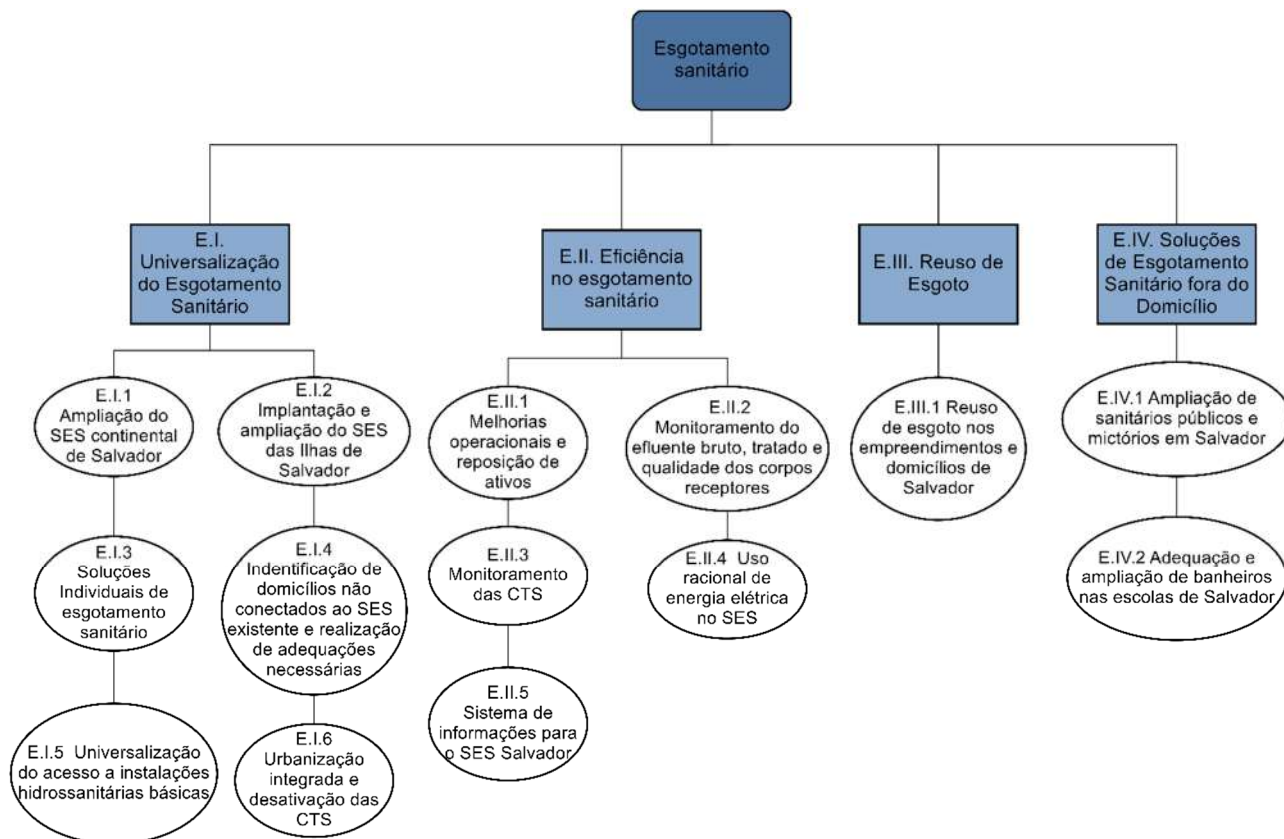 Esgotamento
sanitário
E.I.
Universialização
do Esgotamento
Sanitário
E.II. Eficiência
no esgotamento
sanitário
E.III. Reuso de
Esgoto
E.IV. Soluções
de Esgotamento
Sanitário fora do
Domicílio
E.I.1
Ampliação do
SES continental
de Salvador
E.I.2
Implantação e
ampliação do SES
das Ilhas de
Salvador
E.II.1
Melhorias
operacionais e
reposição de
ativos
E.II.2
Monitoramento do
efluente bruto, tratado e
qualidade dos corpos
receptores
E.III.1 Reuso
de esgoto nos
empreendimentos e
domicílios de
Salvador
E.IV.1 Ampliação de
sanitários públicos e
mictórios em Salvador
E.I.3
Soluções
Individuais de
esgotamento
sanitário
E.I.4
Indentificação de
domicílios não
conectados ao SES
existente e realização
de adequações
necessárias
E.II.3
Monitoramento
das CTS
E.II.4 Uso
racional de
energia elétrica
no SES
E.IV.2 Adequação e
ampliação de banheiros
nas escolas de Salvador
E.I.5 Universalização
do acesso a instalações
hidrossanitárias básicas
E.I.6
Urbanização
integrada e
desativação das
CTS
E.II.5
Sistema de
informações para
o SES Salvador